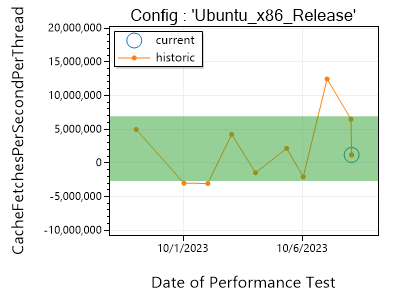 Config : 'Ubuntu_x86_Release'
current
historic
CacheFetchesPerSecondPerThread
20,000,000
15,000,000
10,000,000
5,000,000
0
-5,000,000
-10,000,000
10/1/2023
10/6/2023
Date of Performance Test